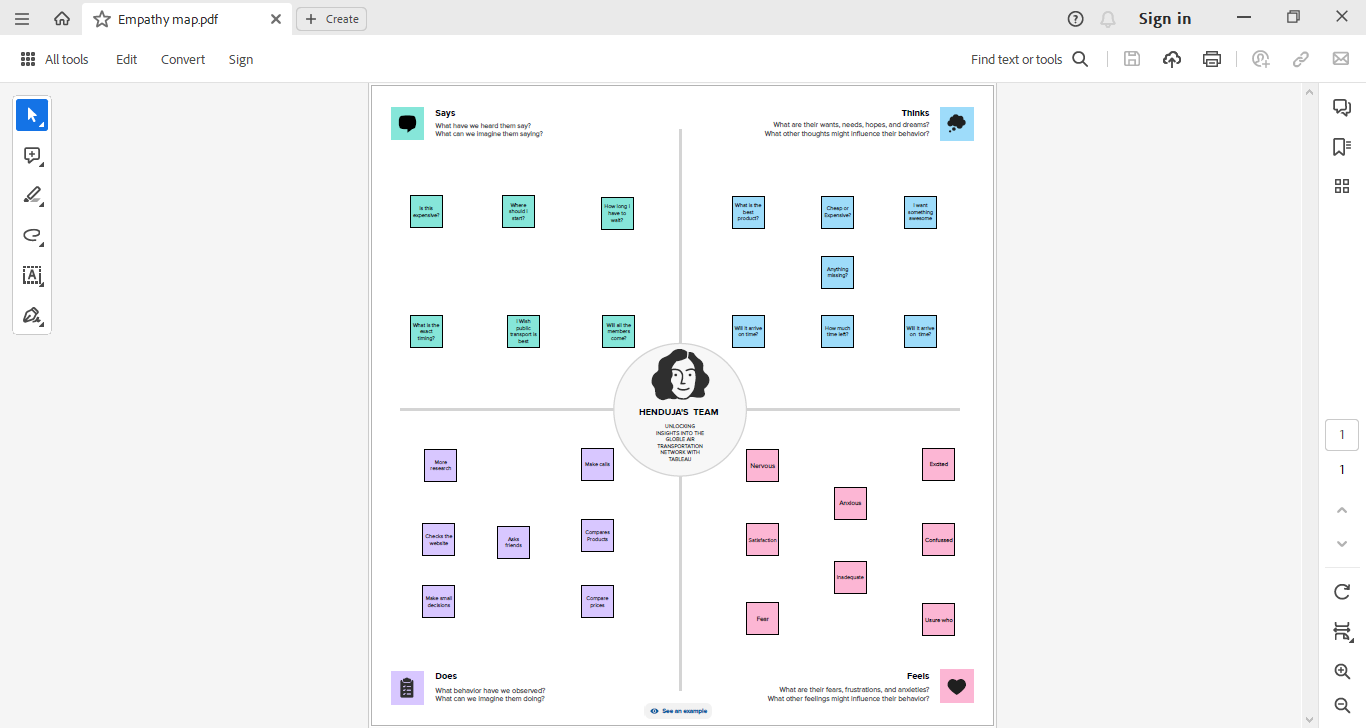 Empathy map.pdf
Create
Sign in
All tools
Edit
Convert
Sign
Find text or tools
Says
What have we heard them say?
What can we imagine them saying?
Thinks
What are their wants, needs, hopes, and dreams?
What other thoughts might influence their behavior?
Is this
expensive?
Where
should I
start?
How long I
have to
wait?
What is the
best
product?
Cheap or
Expensive?
I want
something
awesome
Anything
missing?
What is the
exact
timing?
I Wish
public
transport is
best
Will all the
members
come?
Will it arrive
on time?
How much
time left?
Will it arrive
on time?
HENDUJA'S TEAM
UNLOCKING
INSIGHTS INTO THE
GLOBLE AIR
TRANSPORTATION
NETWORK WITH
TABLEAU
More
research
Make calls
Nervous
Excited
Anxious
Checks the
website
Asks
friends
Compares
Products
Satisfaction
Confussed
Inadequate
Make small
decisions
Compare
prices
Fear
Usure who
Does
What behavior have we observed?
What can we imagine them doing?
Feels
What are their fears, frustrations, and anxieties?
What other feelings might influence their behavior?
See an example
1
1